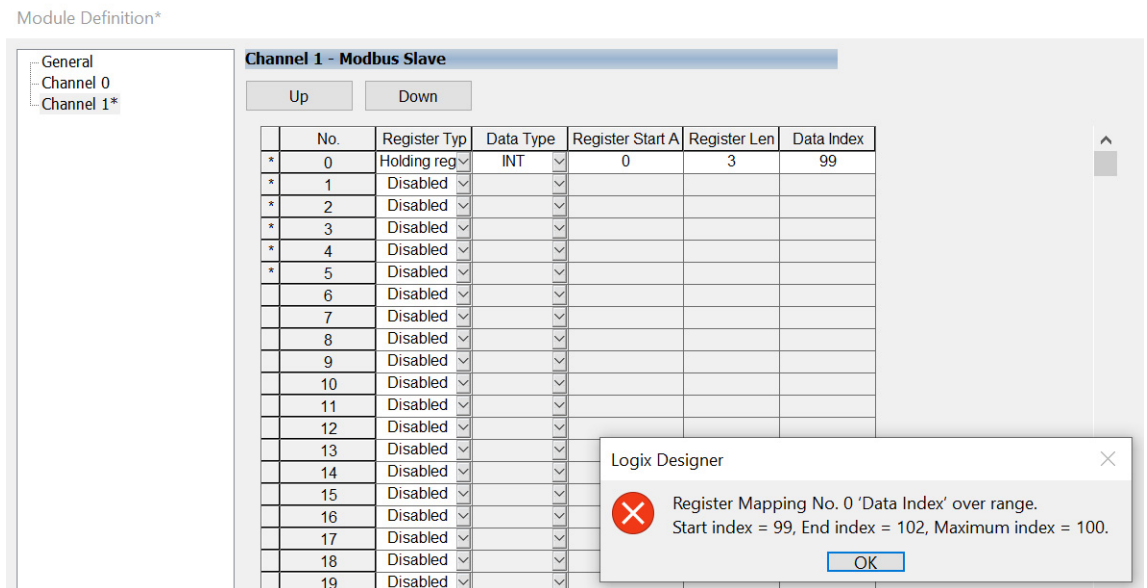 Module Definition*
General
Channel 0
Channel 1*
Channel 1 - Modbus Slave
Up Down
No. Register Typ Data Type Register Start A Register Len Data Index
* 0 Holding reg INT 0 3 99
* 1 Disabled
* 2 Disabled
* 3 Disabled
* 4 Disabled
* 5 Disabled
6 Disabled
7 Disabled
8 Disabled
9 Disabled
10 Disabled
11 Disabled
12 Disabled
13 Disabled
14 Disabled
15 Disabled
16 Disabled
17 Disabled
18 Disabled
19 Disabled
Logix Designer
Register Mapping No. 0 ‘Data Index’ over range.
Start index = 99, End index = 102, Maximum index = 100.
OK